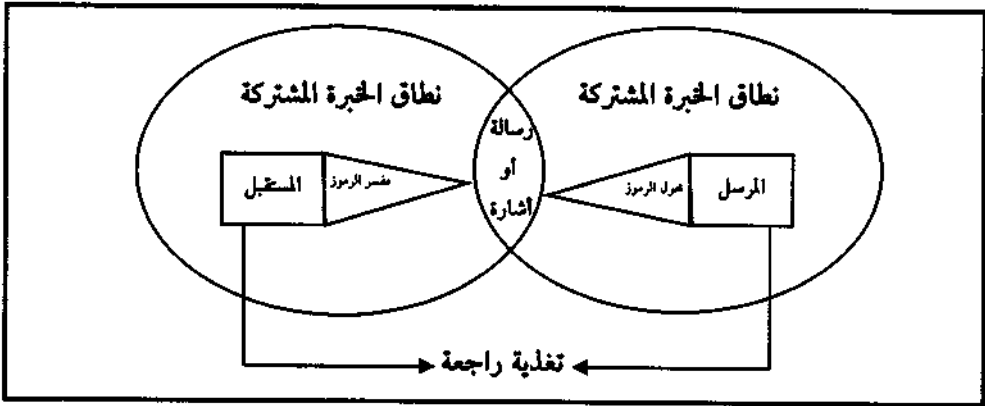 نطاق الخبرة المشتركة
نطاق الخبرة المشتركة
رسالة
أو
أشارة
المرسل
محول الرموز
مفسر الرموز
المستقبل
تغذية راجعة